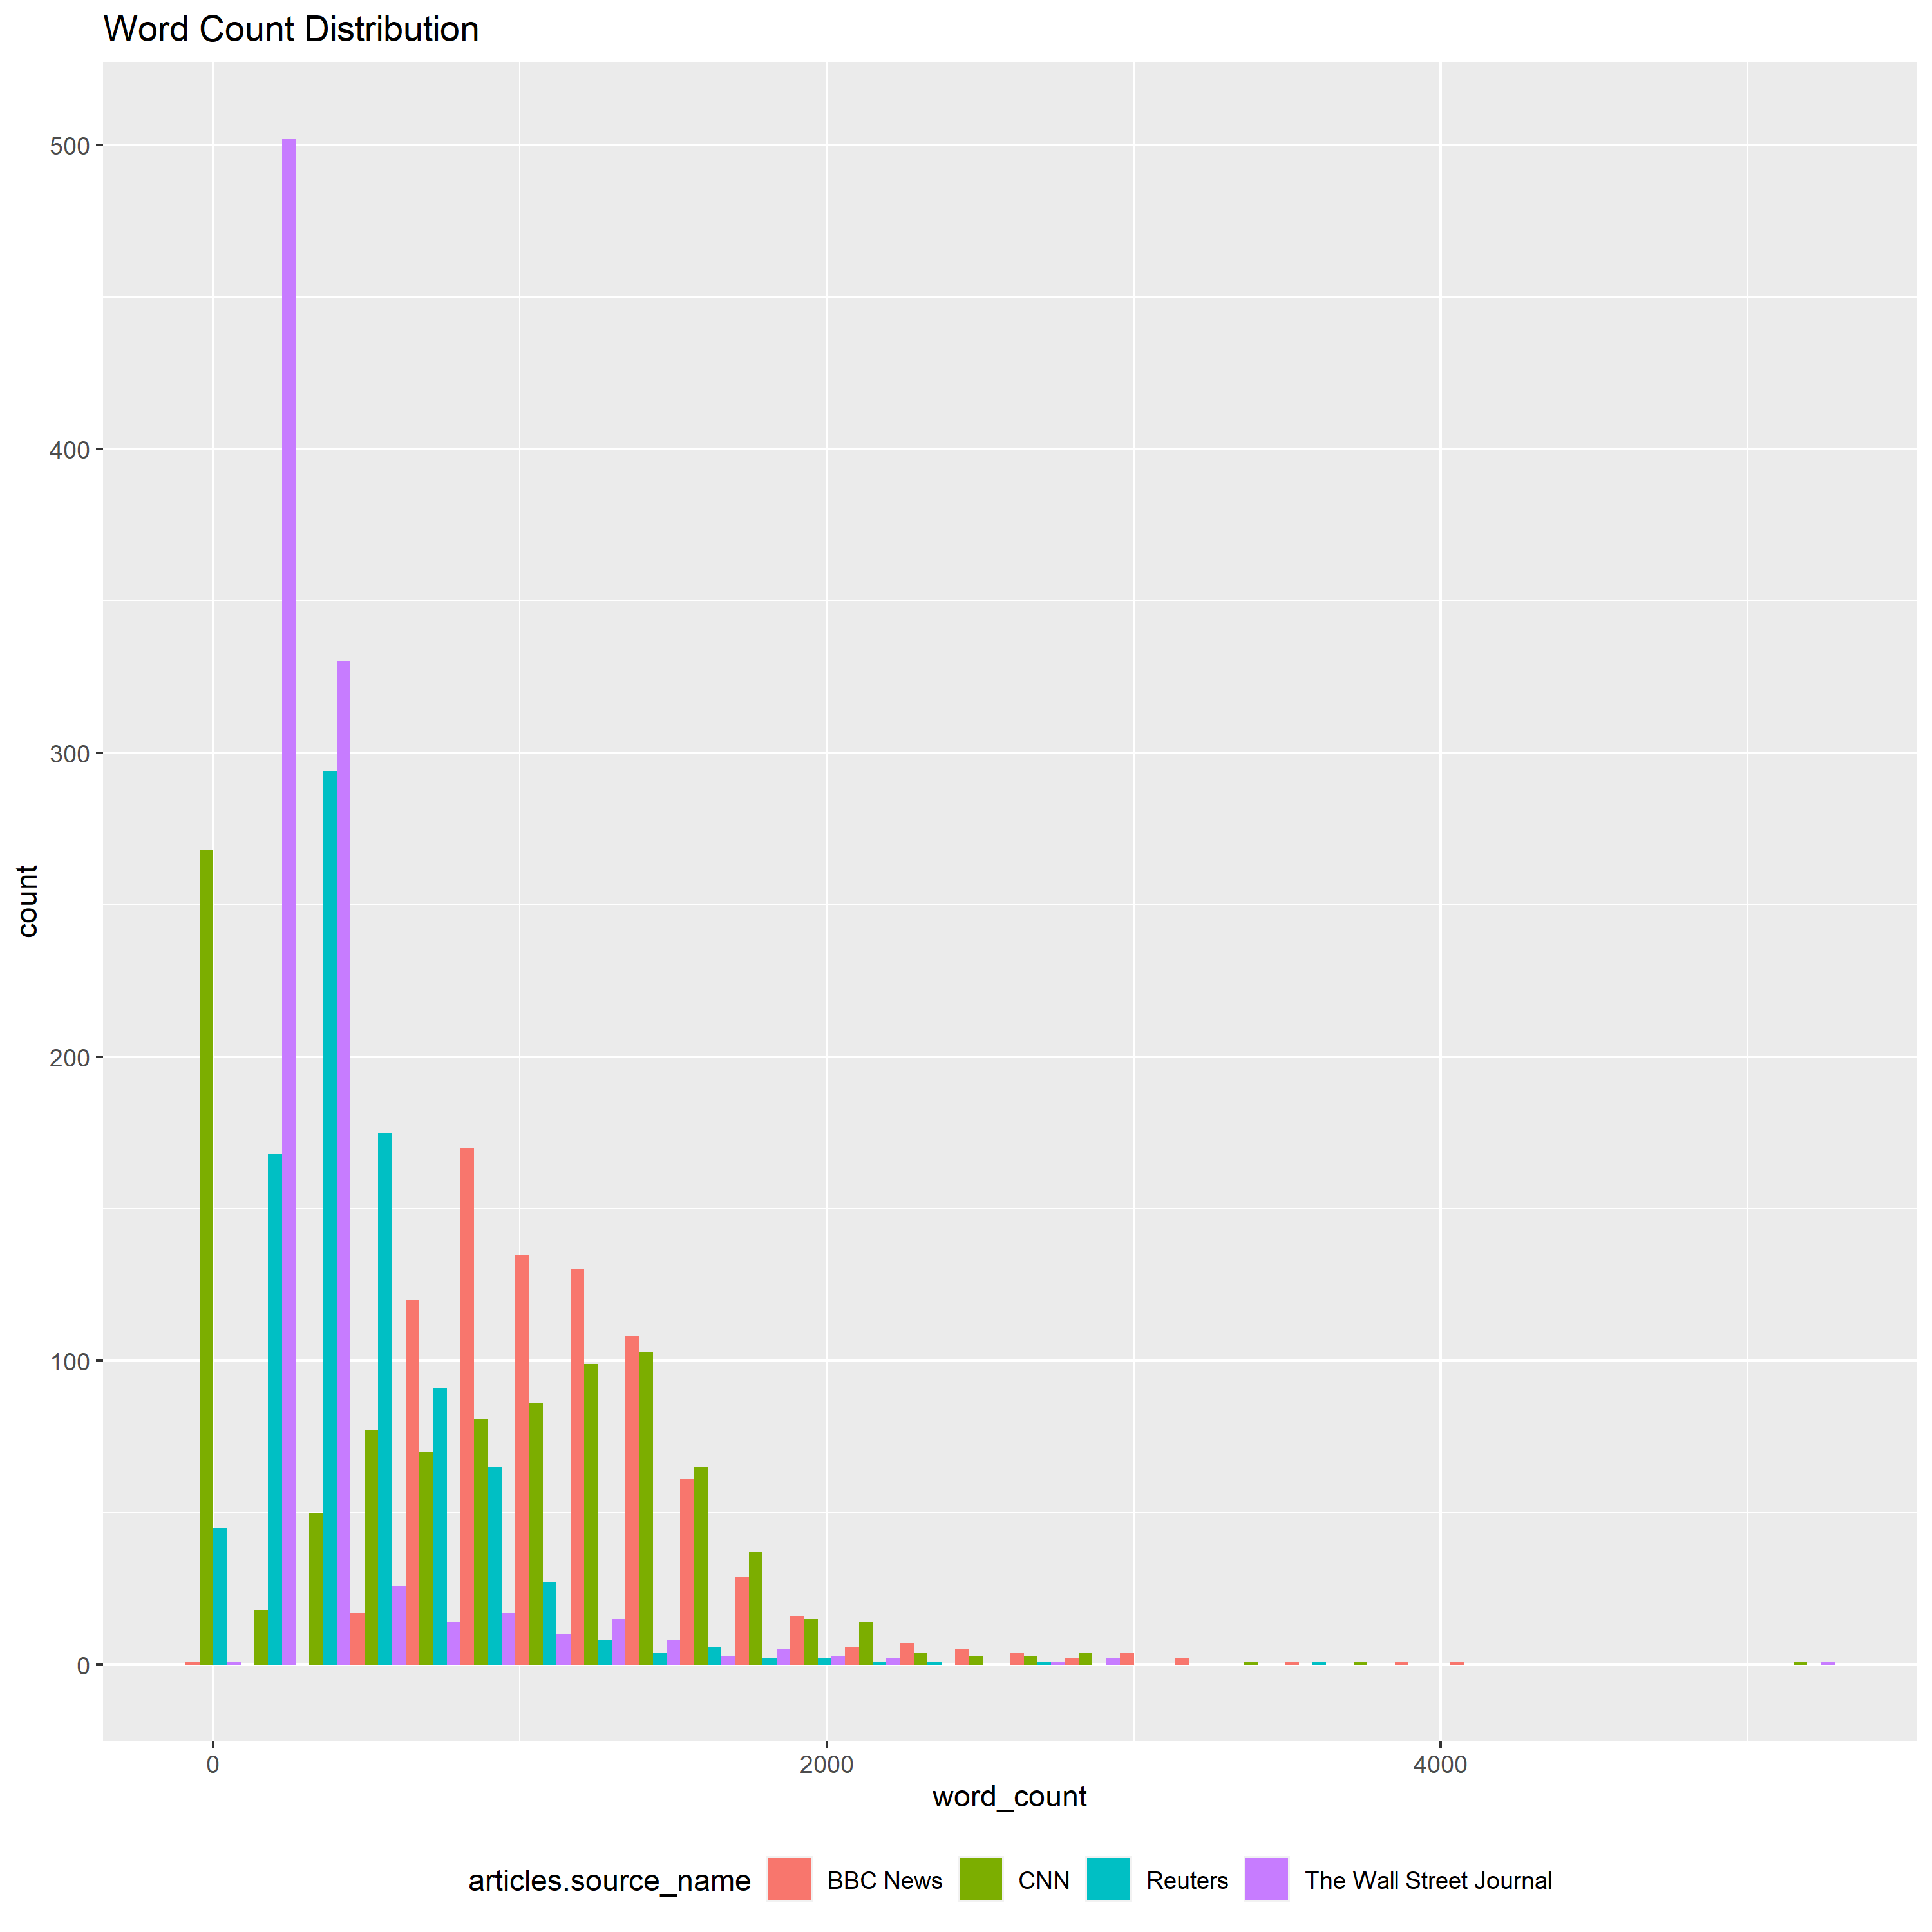 Word Count Distribution
500
400
300
200
100
0
count
0 2000 4000
word_count
articles.source_name BBC News CNN Reuters The Wall Street Journal